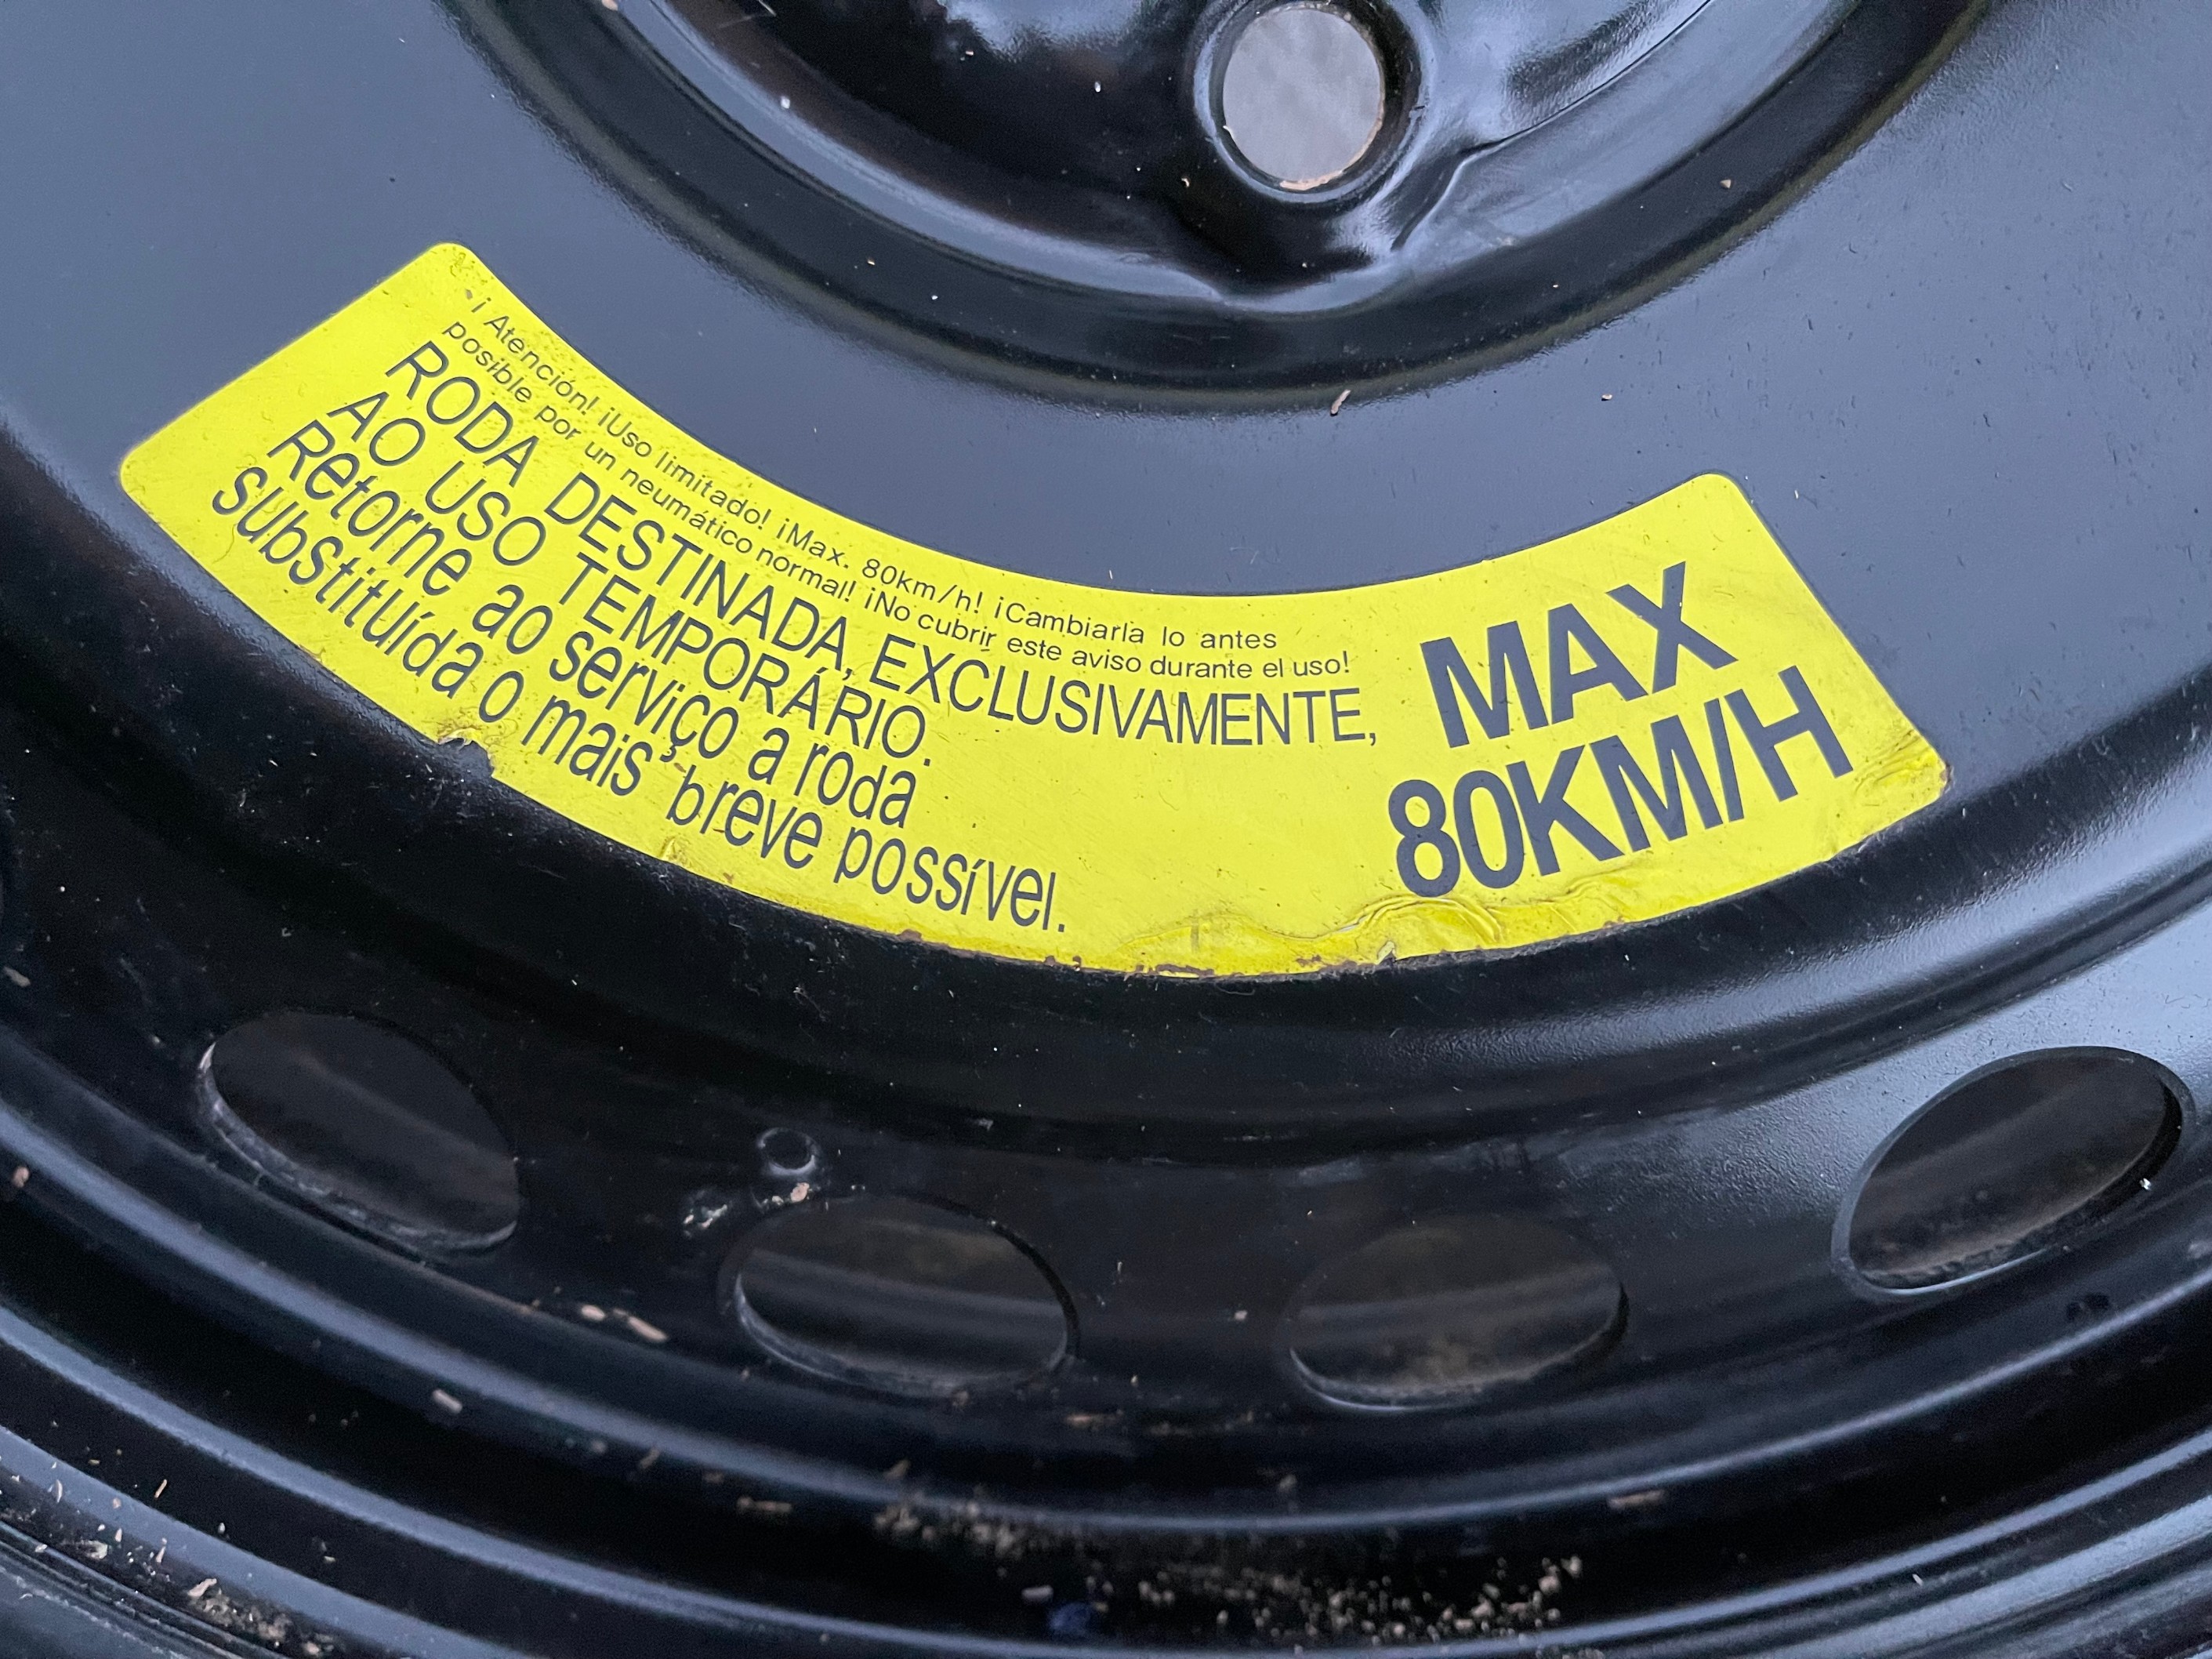 ¡Atención! ¡Uso limitado! ¡Max. 80km/h! ¡Cambiarla lo antes
posible por un neumático normal! ¡No cubrir este aviso durante el uso!
RODA DESTINADA, EXCLUSIVAMENTE,
AO USO TEMPORÁRIO.
Retorne ao serviço a roda
substituída o mais breve possível.
MAX
80KM/H